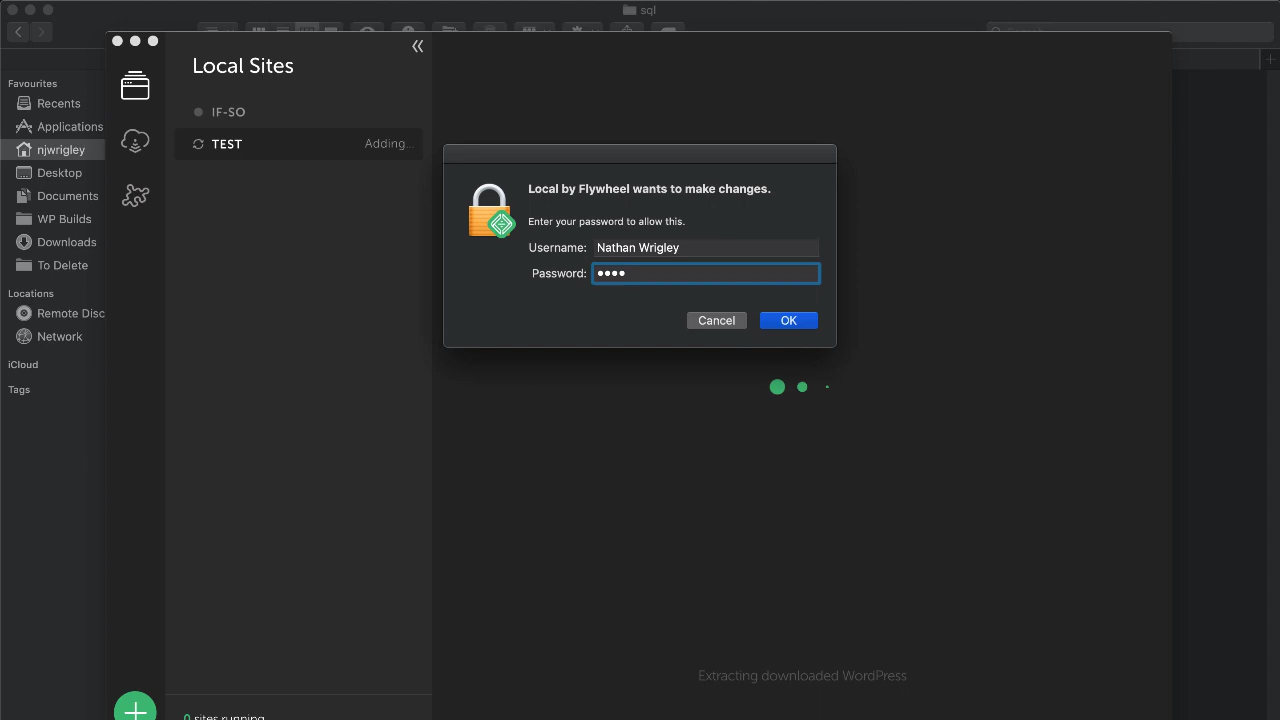 sql
Search
Favourites
Recents
Applications
njwrigley
Desktop
Documents
WP Builds
Downloads
To Delete
Locations
Remote Disc
Network
iCloud
Tags
Local Sites
IF-SO
TEST
Adding...
Local by Flywheel wants to make changes.
Enter your password to allow this.
Username: Nathan Wrigley
Password: ••••
Cancel
OK
Extracting downloaded WordPress
0 sites running